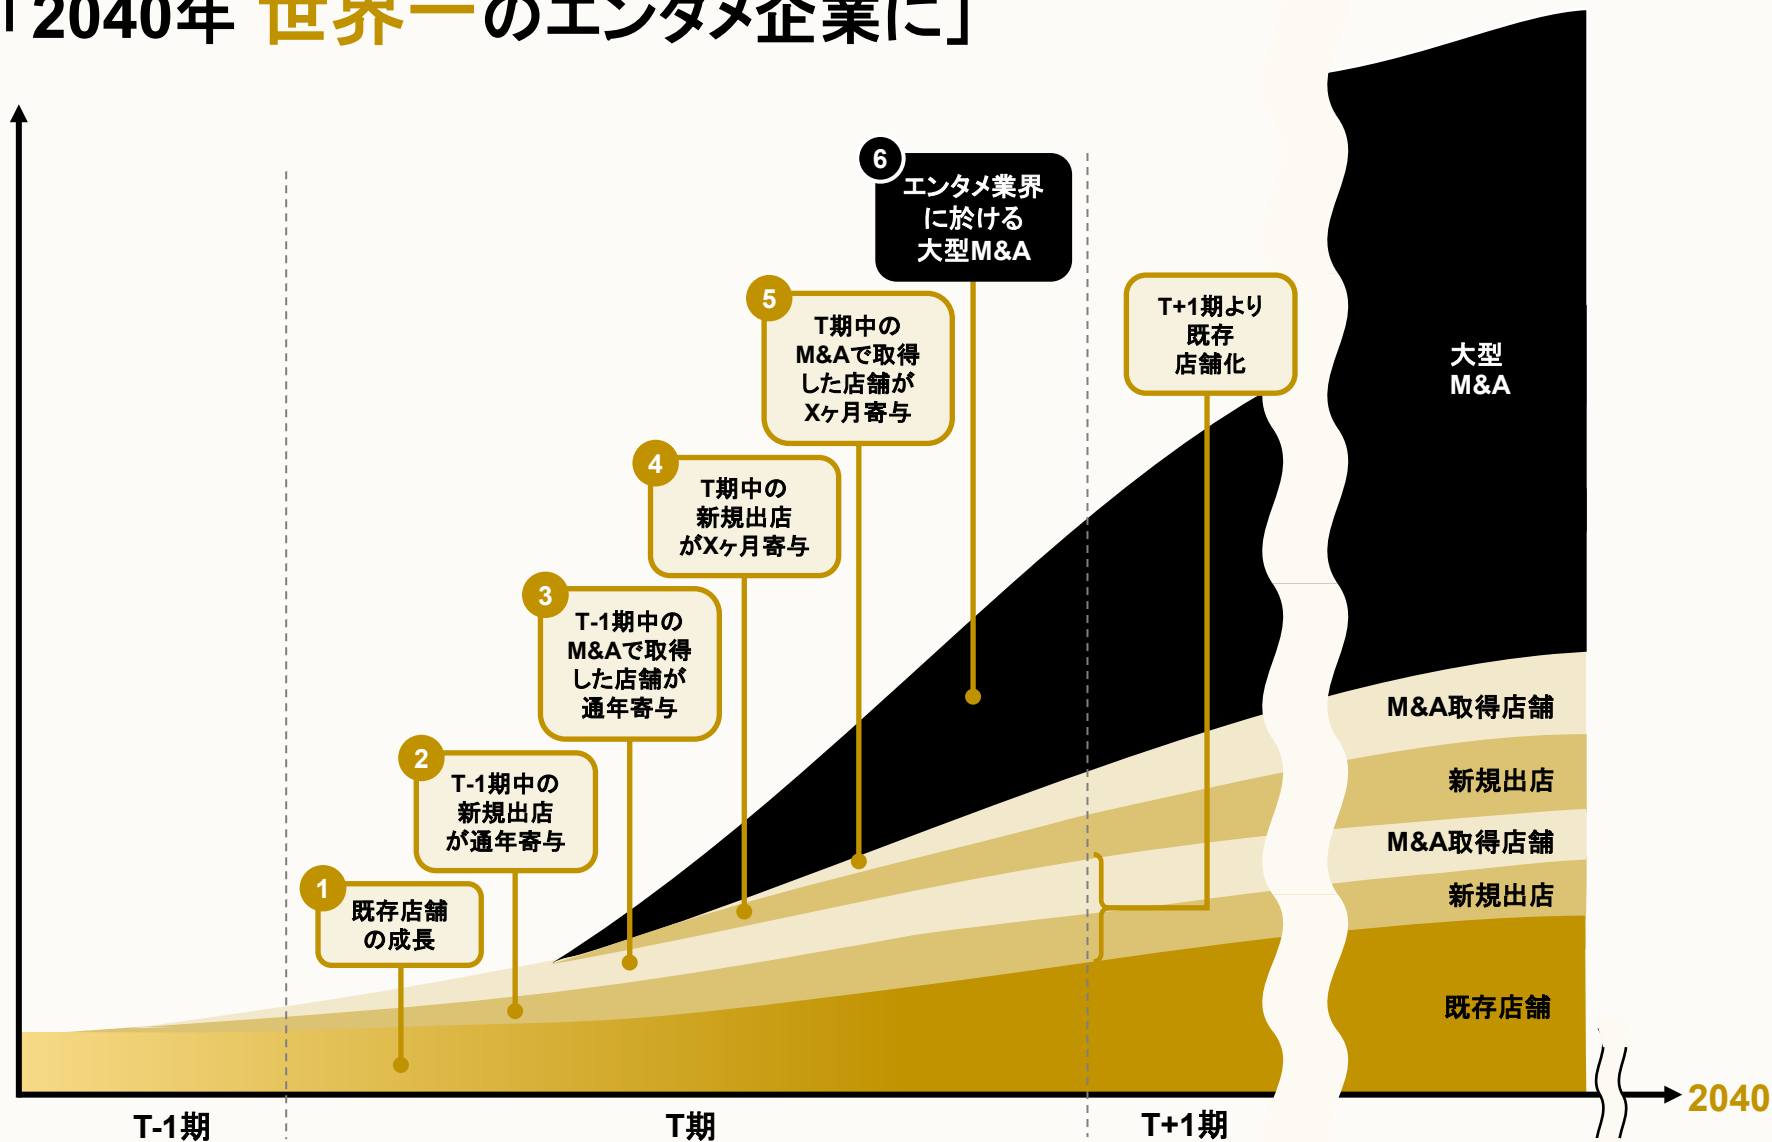 「2040年 世界一のエンタメ企業に」
6
エンタメ業界
に於ける
大型M&A
5
T期中の
M&Aで取得
した店舗が
Xヶ月寄与
T+1期より
既存
店舗化
大型
M&A
4
T期中の
新規出店
がXヶ月寄与
3
T-1期中の
M&Aで取得
した店舗が
通年寄与
2
T-1期中の
新規出店
が通年寄与
1
既存店舗
の成長
M&A取得店舗
新規出店
M&A取得店舗
新規出店
既存店舗
T-1期
T期
T+1期
2040